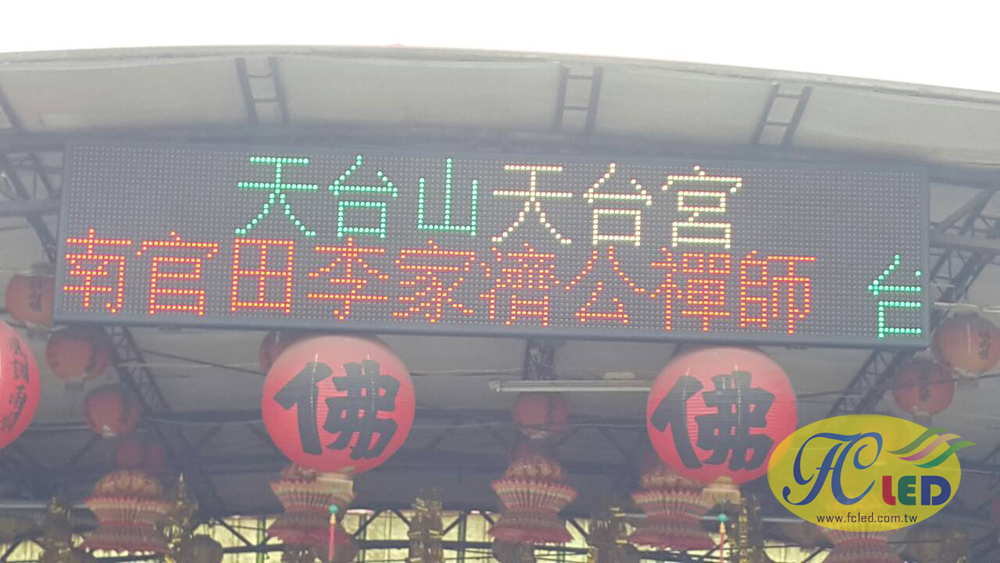 天台山天台宮
南官田李家濟公禪師 台
佛 佛
FC LED
www.fcled.com.tw